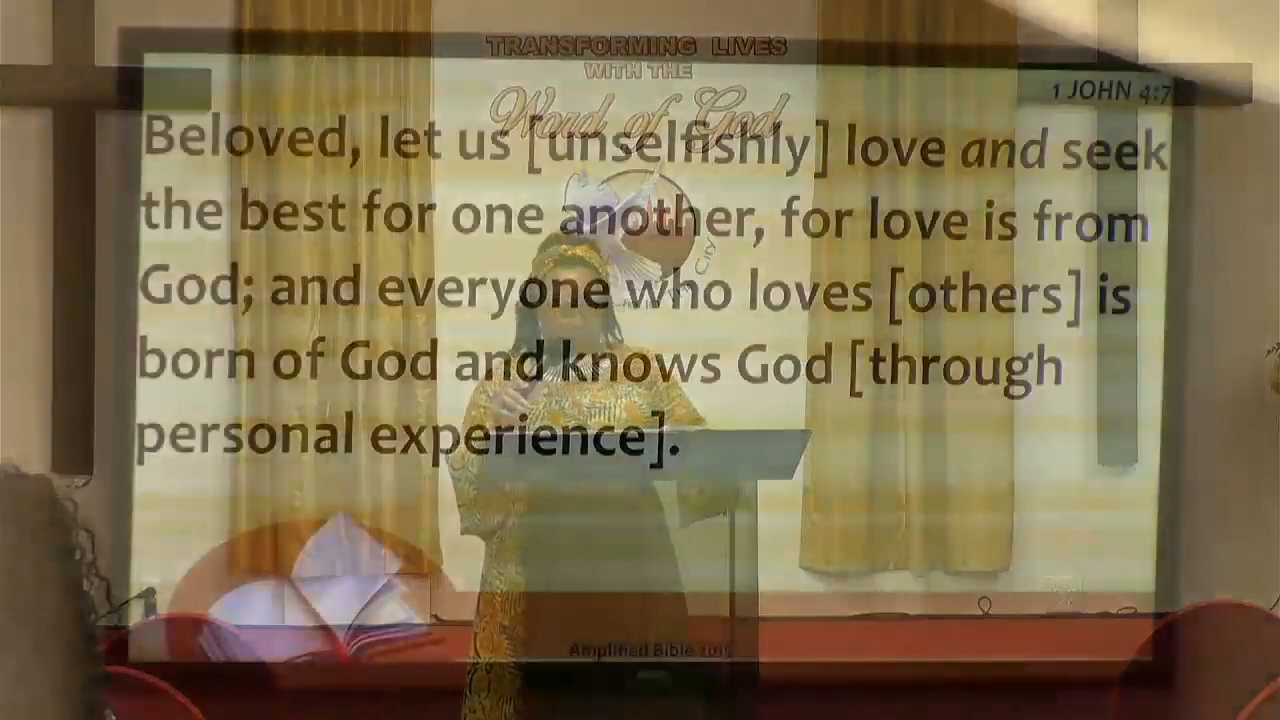 TRANSFORMING LIVES
WITH THE
Word of God
1 JOHN 4:7
Beloved, let us [unselfishly] love and seek
the best for one another, for love is from
God; and everyone who loves [others] is
born of God and knows God [through
personal experience].
City
Amplified Bible 2015